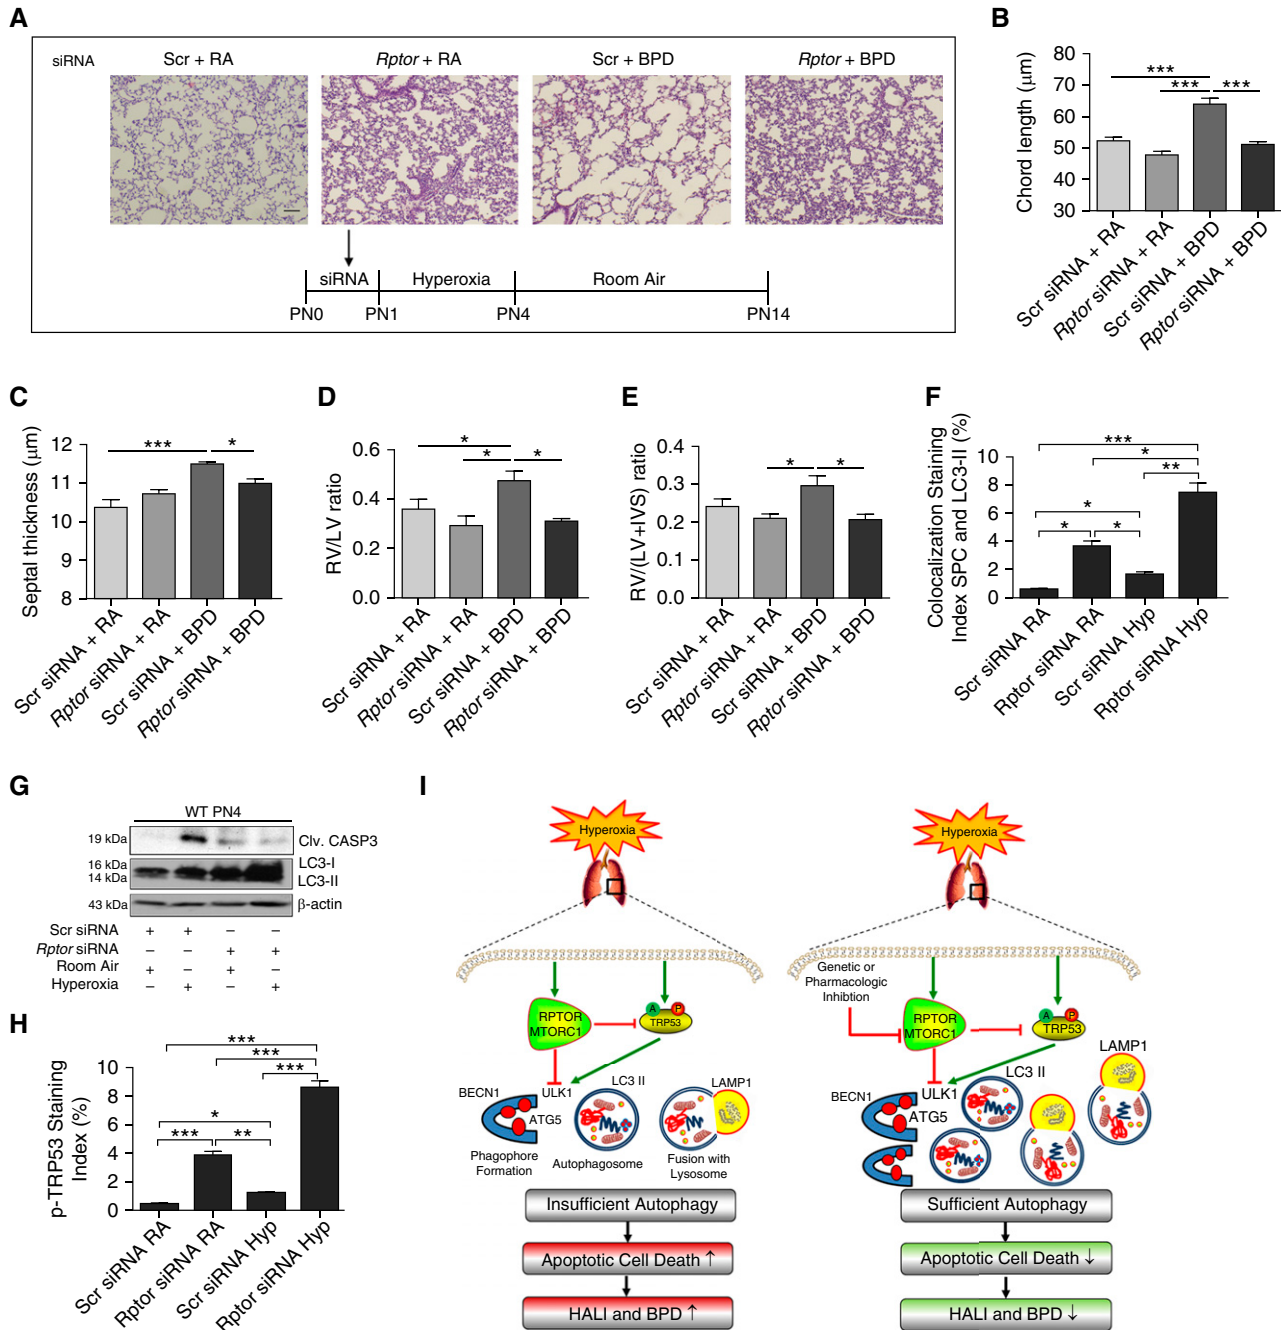 A
siRNA
Scr + RA
Rptor + RA
Scr + BPD
Rptor + BPD
siRNA
Hyperoxia
Room Air
PN0
PN1
PN4
PN14
B
Chord length (μm)
80
70
60
50
40
30
***
*** ***
Scr siRNA + RA
Rptor siRNA + RA
Scr siRNA + BPD
Rptor siRNA + BPD
C
Septal thickness (μm)
12
11
10
9
8
*** *
Scr siRNA + RA
Rptor siRNA + RA
Scr siRNA + BPD
Rptor siRNA + BPD
D
RV/LV ratio
0.6
0.4
0.2
0.0
*
* *
Scr siRNA + RA
Rptor siRNA + RA
Scr siRNA + BPD
Rptor siRNA + BPD
E
RV/(LV+IVS) ratio
0.4
0.3
0.2
0.1
0.0
* *
Scr siRNA + RA
Rptor siRNA + RA
Scr siRNA + BPD
Rptor siRNA + BPD
F
Colocalization Staining
Index SPC and LC3-II (%)
10
8
6
4
2
0
***
*
**
*
* *
Scr siRNA RA
Rptor siRNA RA
Scr siRNA Hyp
Rptor siRNA Hyp
G
WT PN4
19 kDa
Clv. CASP3
16 kDa
LC3-I
14 kDa
LC3-II
43 kDa
β-actin
Scr siRNA + + − −
Rptor siRNA − − + +
Room Air + − + −
Hyperoxia − + − +
H
p-TRP53 Staining
Index (%)
10
8
6
4
2
0
***
***
***
*
*** **
Scr siRNA RA
Rptor siRNA RA
Scr siRNA Hyp
Rptor siRNA Hyp
I
Hyperoxia
RPTOR
MTORC1
A
P
TRP53
BECN1
ULK1
ATG5
LC3 II
LAMP1
Phagophore
Formation
Autophagosome
Fusion with
Lysosome
Insufficient Autophagy
Apoptotic Cell Death ↑
HALI and BPD ↑
Hyperoxia
Genetic or
Pharmacologic
Inhibtion
RPTOR
MTORC1
A
P
TRP53
LAMP1
BECN1
ULK1
LC3 II
ATG5
Sufficient Autophagy
Apoptotic Cell Death ↓
HALI and BPD ↓